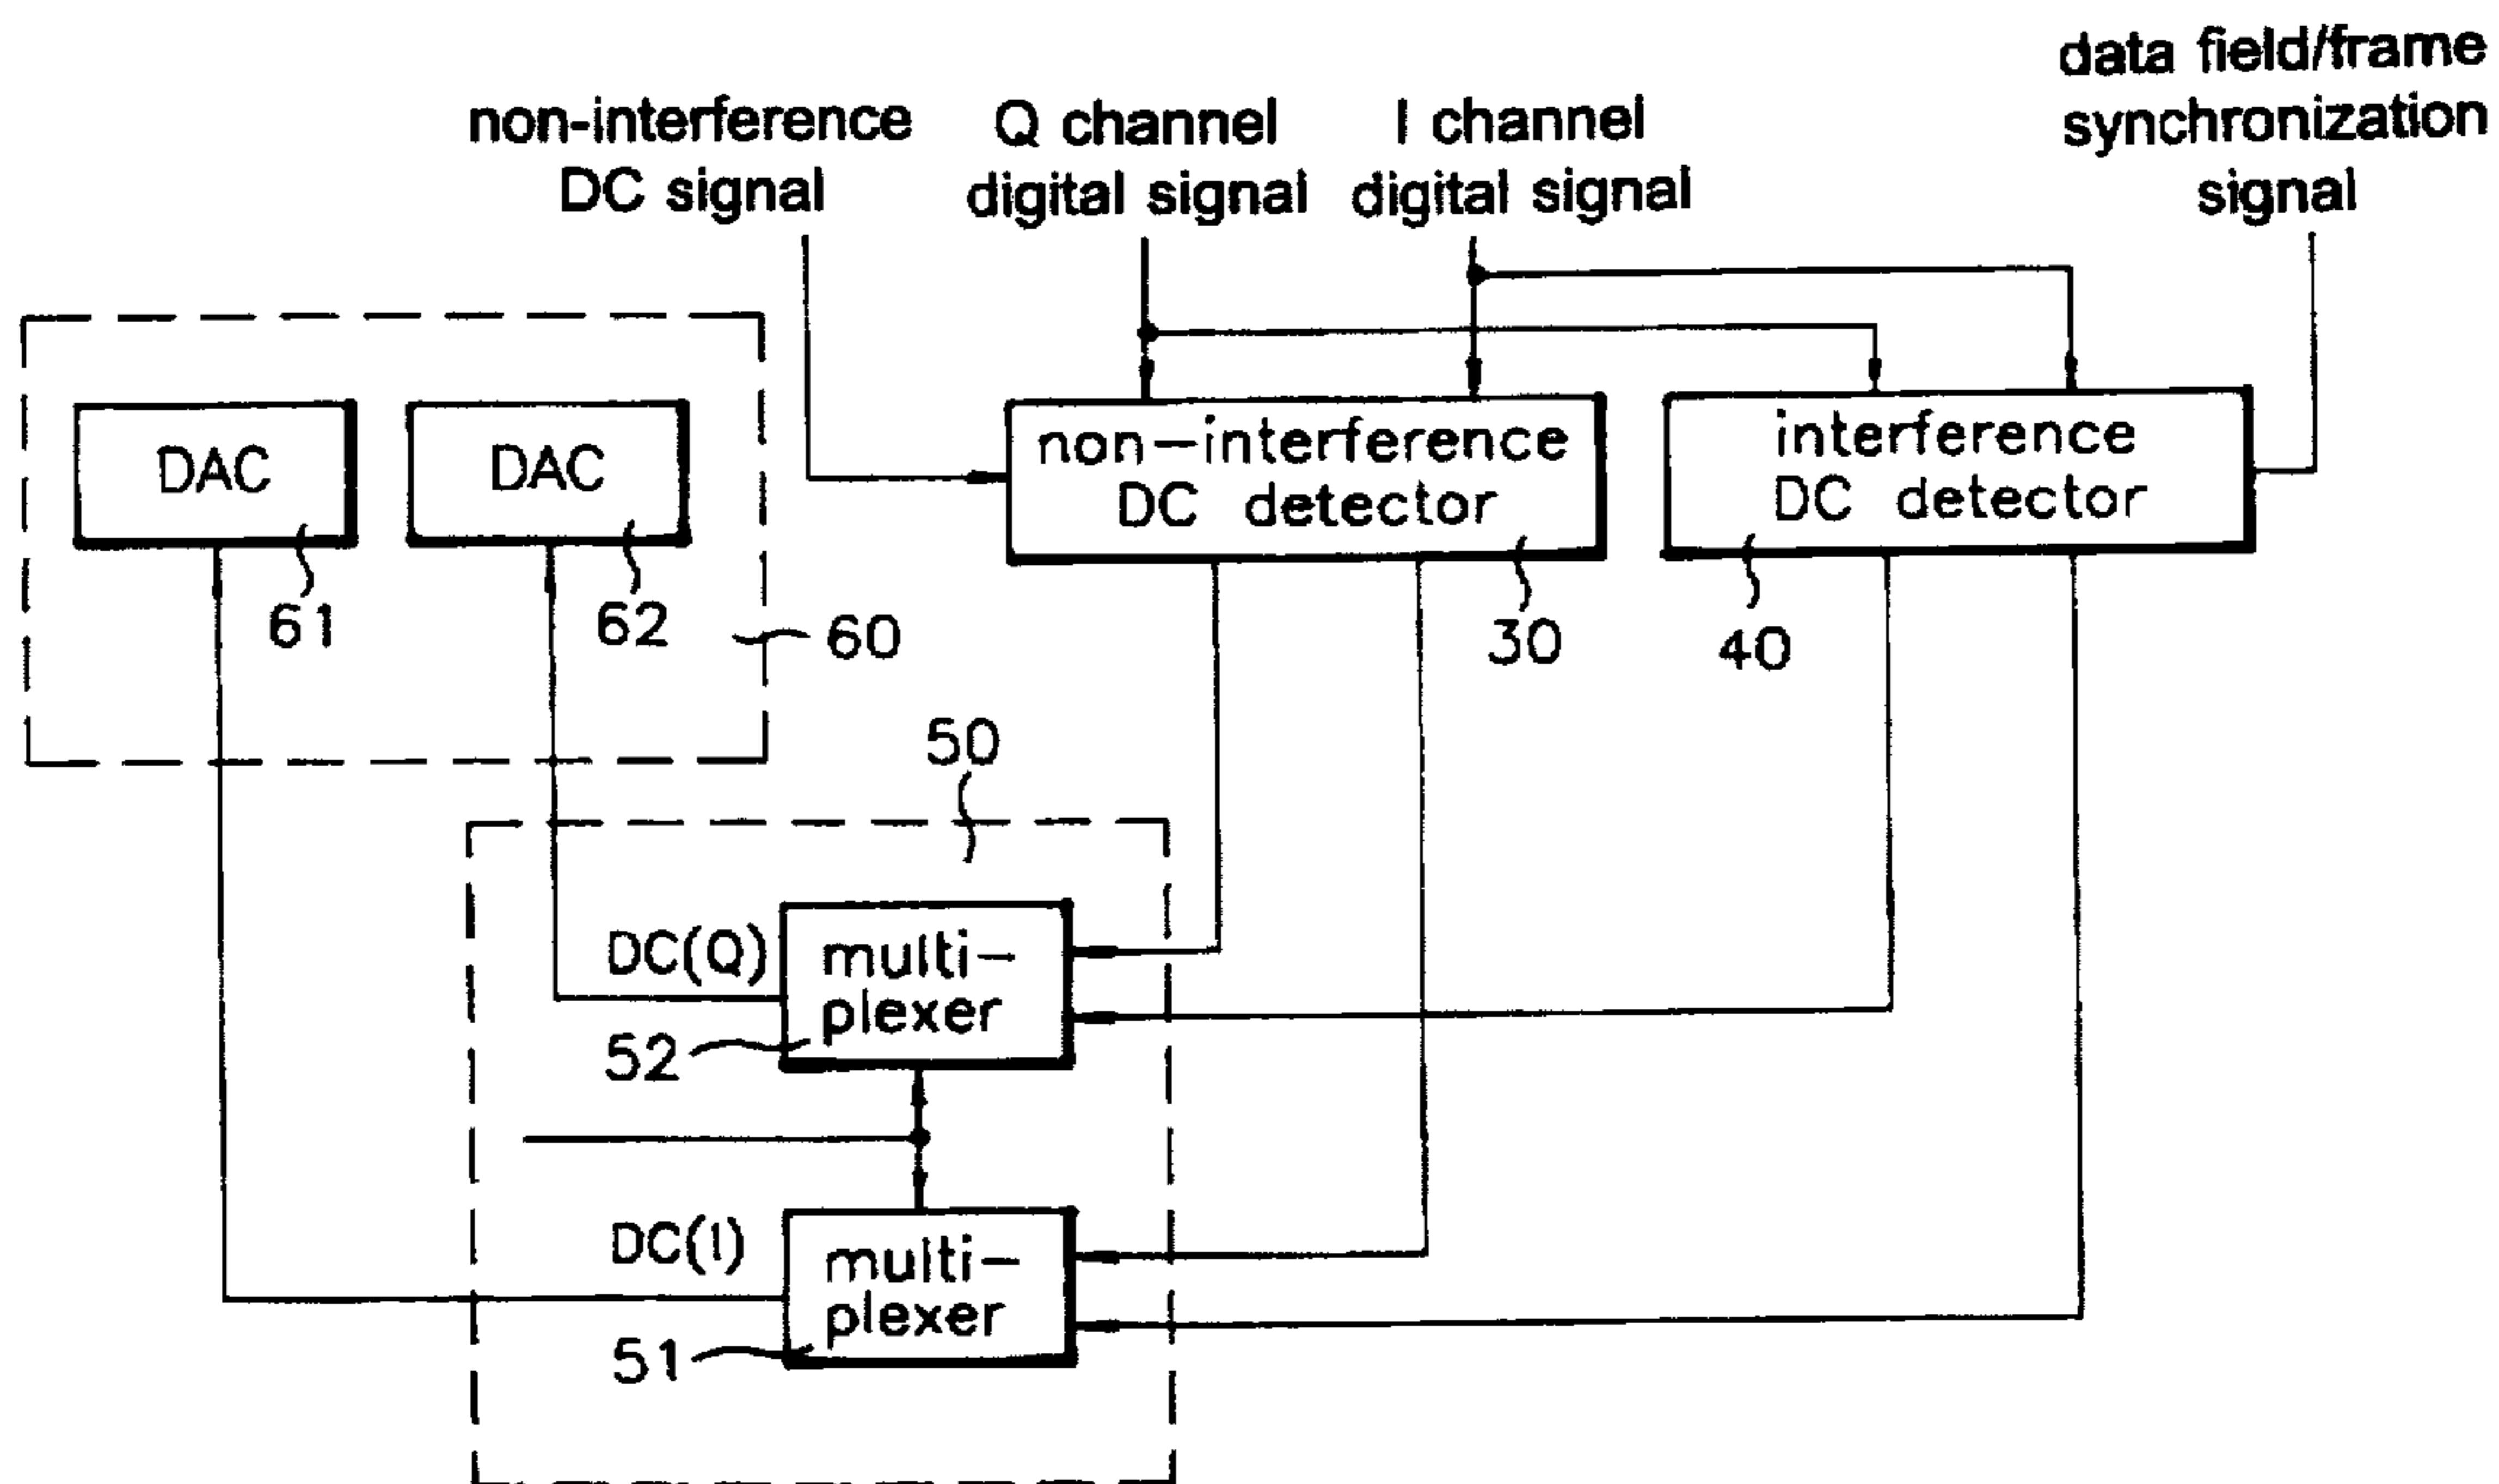 data field/frame
synchronization
signal
non-interference
DC signal
Q channel
digital signal
I channel
digital signal
DAC
DAC
non-interference
DC detector
interference
DC detector
61
62
60
30
40
50
DC(Q)
multi-
plexer
52
DC(I)
multi-
plexer
51